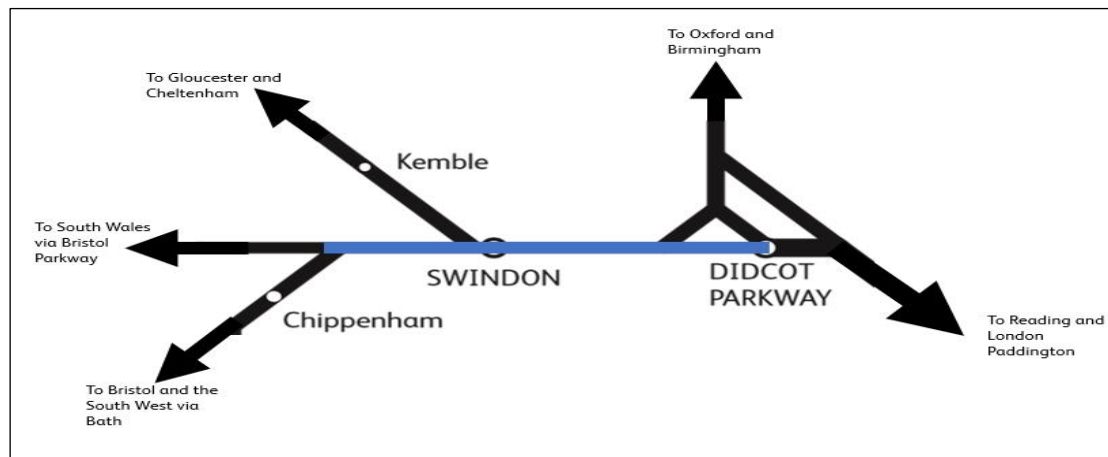 To Oxford and
Birmingham
To Gloucester and
Cheltenham
Kemble
To South Wales
via Bristol
Parkway
SWINDON
DIDCOT
PARKWAY
Chippenham
To Reading and
London
Paddington
To Bristol and the
South West via
Bath